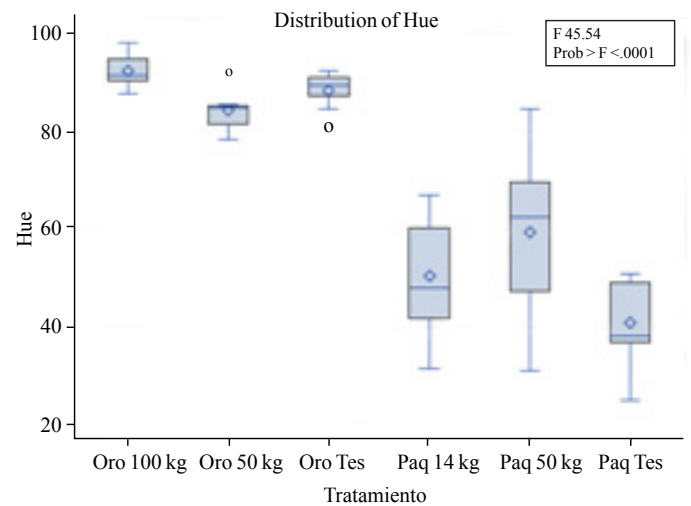 Distribution of Hue
F 45.54
Prob > F <.0001
100
80
60
40
20
Hue
Oro 100 kg Oro 50 kg Oro Tes Paq 14 kg Paq 50 kg Paq Tes
Tratamiento